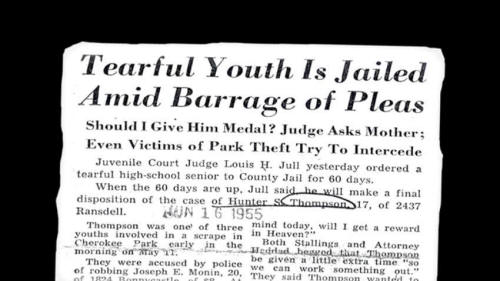 Tearful Youth Is Jailed
Amid Barrage of Pleas
Should I Give Him Medal? Judge Asks Mother;
Even Victims of Park Theft Try To Intercede
Juvenile Court Judge Louis H. Jull yesterday ordered a
tearful high-school senior to County Jail for 60 days.
When the 60 days are up, Jull said, he will make a final
disposition of the case of Hunter S. Thompson, 17, of 2437
Ransdell.
JUN 16 1955
Thompson was one of three
youths involved in a scrape in
Cherokee Park early in the
morning on May 11.
They were accused by police
of robbing Joseph E. Monin, 20,
of 1824 Bonnycastle
mind today, will I get a reward
in Heaven?"
Both Stallings and Attorney
Heddad begged that Thompson
be given a little extra time "so
we can work something out."
They said Thompson wanted to